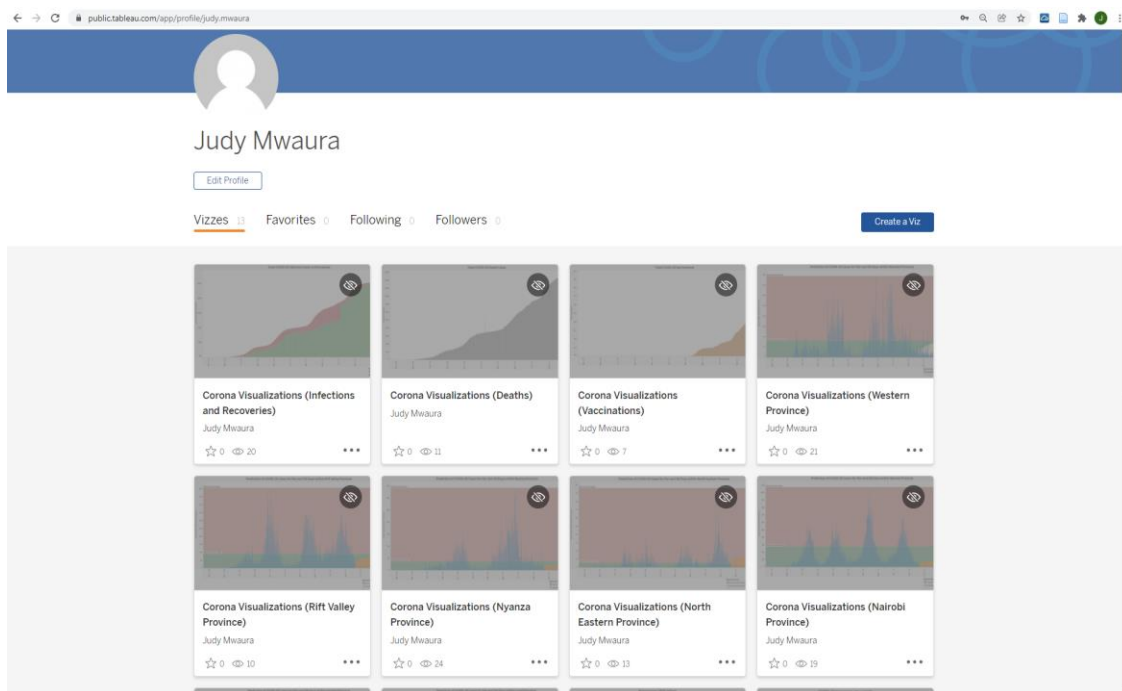 public.tableau.com/app/profile/judy.mwaura
J
Judy Mwaura
Edit Profile
Vizzes 13 Favorites 0 Following 0 Followers 0
Create a Viz
Corona Visualizations (Infections
and Recoveries)
Judy Mwaura
0 20
Corona Visualizations (Deaths)
Judy Mwaura
0 11
Corona Visualizations
(Vaccinations)
Judy Mwaura
0 7
Corona Visualizations (Western
Province)
Judy Mwaura
0 21
Corona Visualizations (Rift Valley
Province)
Judy Mwaura
0 10
Corona Visualizations (Nyanza
Province)
Judy Mwaura
0 24
Corona Visualizations (North
Eastern Province)
Judy Mwaura
0 13
Corona Visualizations (Nairobi
Province)
Judy Mwaura
0 19